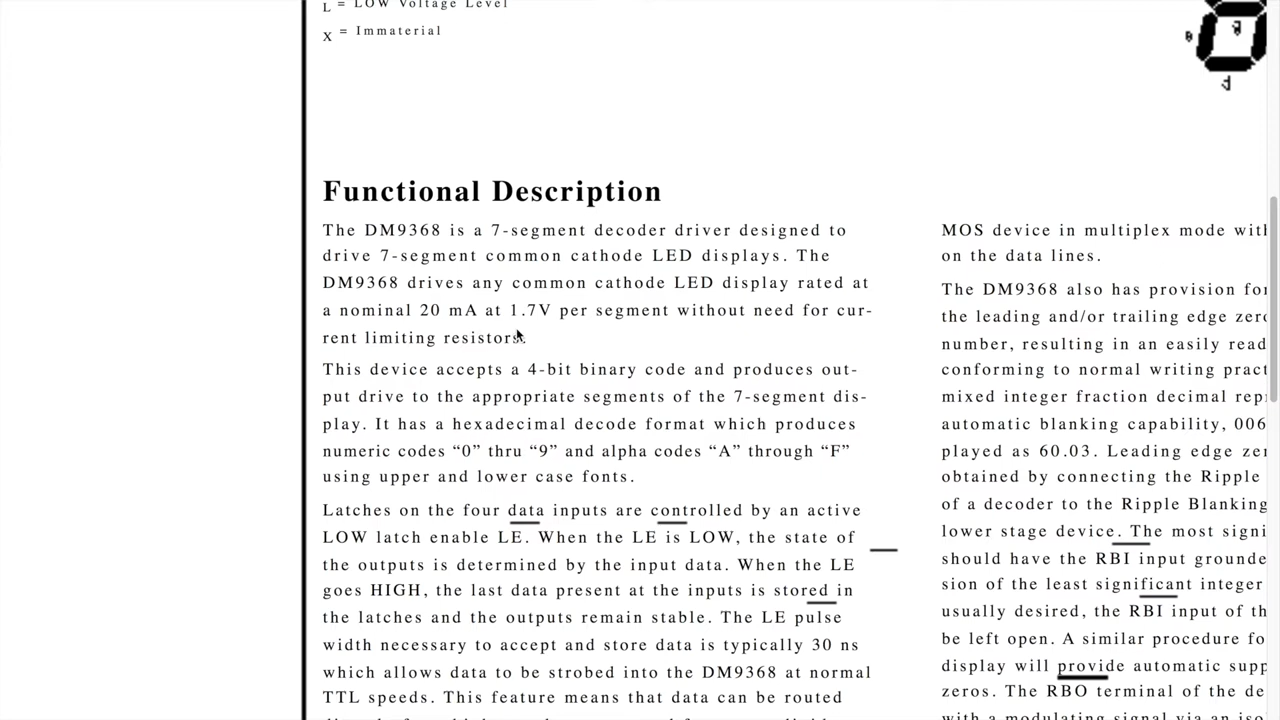 L = LOW Voltage Level
X = Immaterial
d
Functional Description
The DM9368 is a 7-segment decoder driver designed to
drive 7-segment common cathode LED displays. The
DM9368 drives any common cathode LED display rated at
a nominal 20 mA at 1.7V per segment without need for cur-
rent limiting resistors.
This device accepts a 4-bit binary code and produces out-
put drive to the appropriate segments of the 7-segment dis-
play. It has a hexadecimal decode format which produces
numeric codes “0” thru “9” and alpha codes “A” through “F”
using upper and lower case fonts.
Latches on the four data inputs are controlled by an active
LOW latch enable LE. When the LE is LOW, the state of
the outputs is determined by the input data. When the LE
goes HIGH, the last data present at the inputs is stored in
the latches and the outputs remain stable. The LE pulse
width necessary to accept and store data is typically 30 ns
which allows data to be strobed into the DM9368 at normal
TTL speeds. This feature means that data can be routed
MOS device in multiplex mode with
on the data lines.
The DM9368 also has provision for
the leading and/or trailing edge zero
number, resulting in an easily read
conforming to normal writing pract
mixed integer fraction decimal rep
automatic blanking capability, 006
played as 60.03. Leading edge zer
obtained by connecting the Ripple
of a decoder to the Ripple Blanking
lower stage device. The most signi
should have the RBI input grounde
sion of the least significant integer
usually desired, the RBI input of th
be left open. A similar procedure fo
display will provide automatic supp
zeros. The RBO terminal of the de
with a modulating signal via an iso